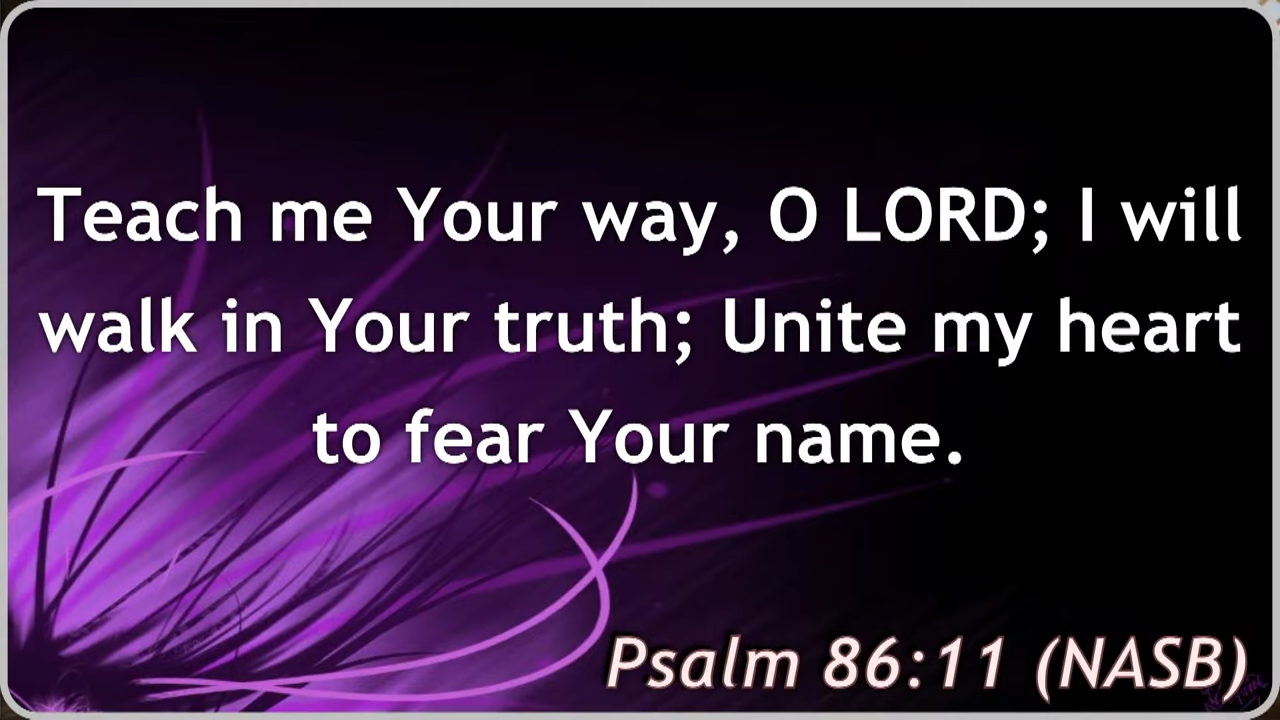 Teach me Your way, O LORD; I will
walk in Your truth; Unite my heart
to fear Your name.
Psalm 86:11 (NASB)